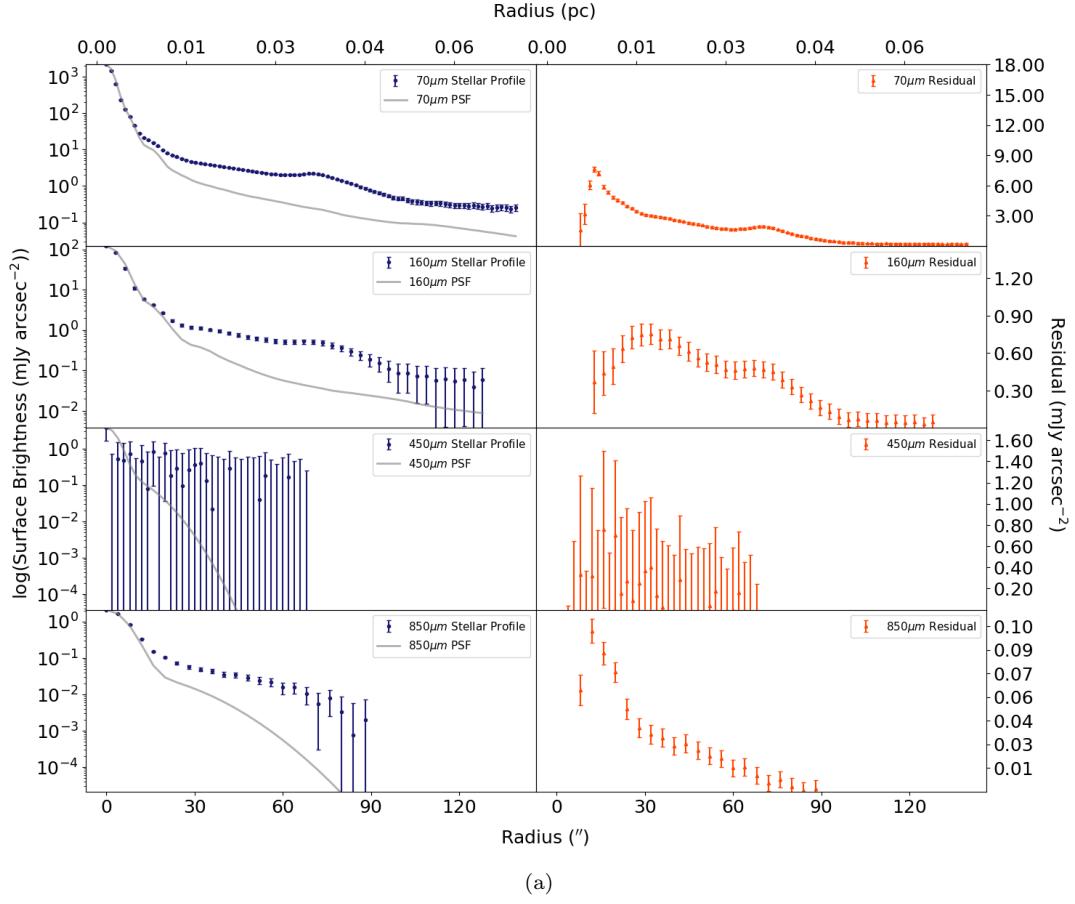 Radius (pc)
0.00 0.01 0.03 0.04 0.06 0.00 0.01 0.03 0.04 0.06
log(Surface Brightness (mJy arcsec⁻²))
10³
10²
10¹
10⁰
10⁻¹
70μm Stellar Profile
70μm PSF
70μm Residual
18.00
15.00
12.00
9.00
6.00
3.00
10²
10¹
10⁰
10⁻¹
10⁻²
160μm Stellar Profile
160μm PSF
160μm Residual
1.20
0.90
0.60
0.30
10⁰
10⁻¹
10⁻²
10⁻³
10⁻⁴
450μm Stellar Profile
450μm PSF
450μm Residual
1.60
1.40
1.20
1.00
0.80
0.60
0.40
0.20
10⁰
10⁻¹
10⁻²
10⁻³
10⁻⁴
850μm Stellar Profile
850μm PSF
850μm Residual
0.10
0.09
0.07
0.06
0.04
0.03
0.01
Residual (mJy arcsec⁻²)
0 30 60 90 120 0 30 60 90 120
Radius (″)
(a)